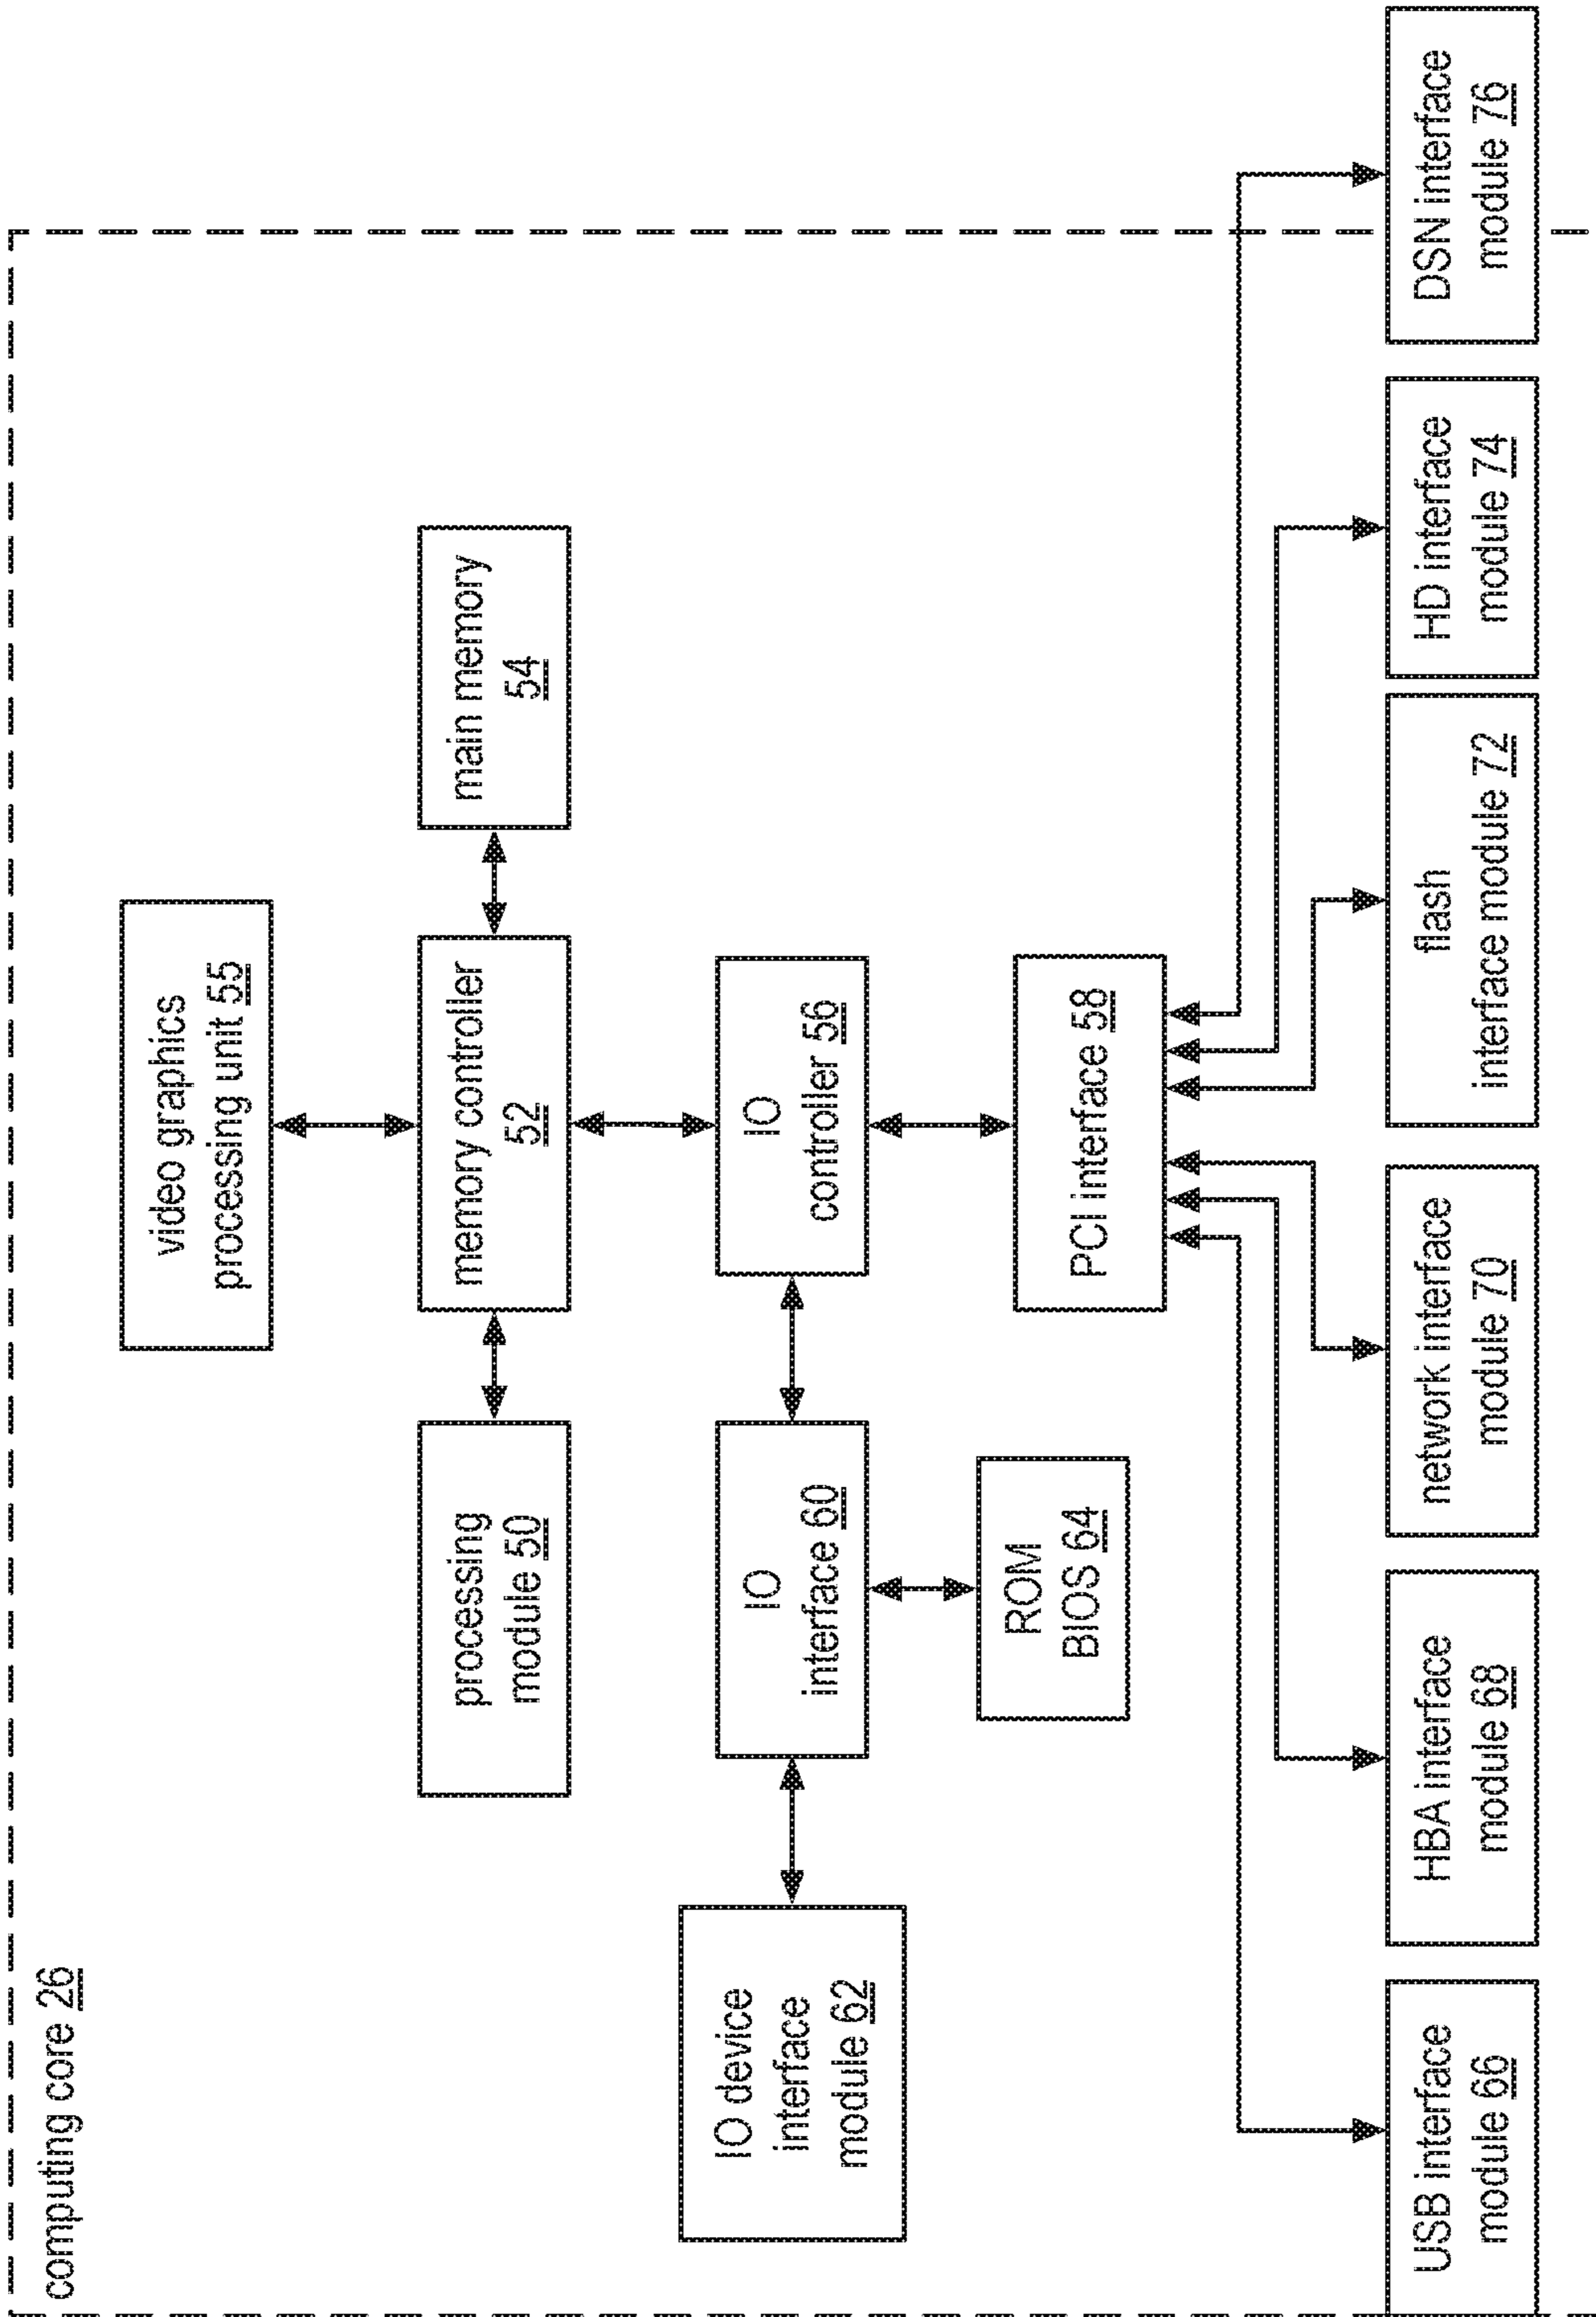 computing core 26
video graphics
processing unit 55
processing
module 50
memory controller
52
main memory
54
IO device
interface
module 62
IO
interface 60
IO
controller 56
ROM
BIOS 64
PCI interface 58
USB interface
module 66
HBA interface
module 68
network interface
module 70
flash
interface module 72
HD interface
module 74
DSN interface
module 76